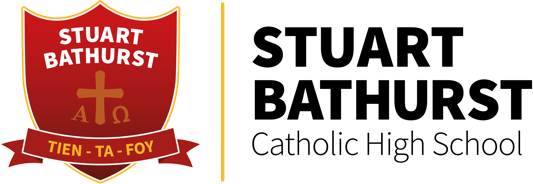 STUART
BATHURST
Α Ω
TIEN - TA - FOY
STUART
BATHURST
Catholic High School